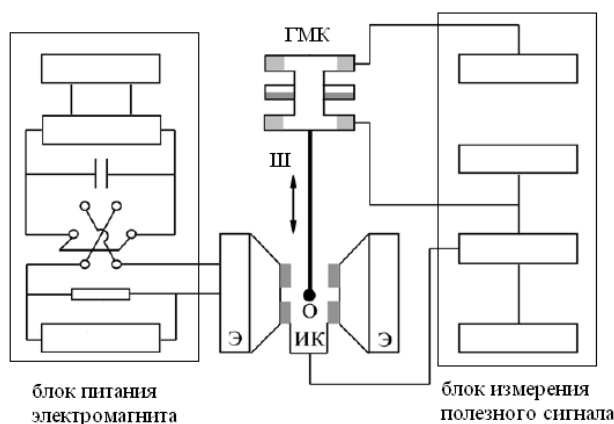 ГМК
Ш
О
Э
ИК
Э
блок питания
электромагнита
блок измерения
полезного сигнала